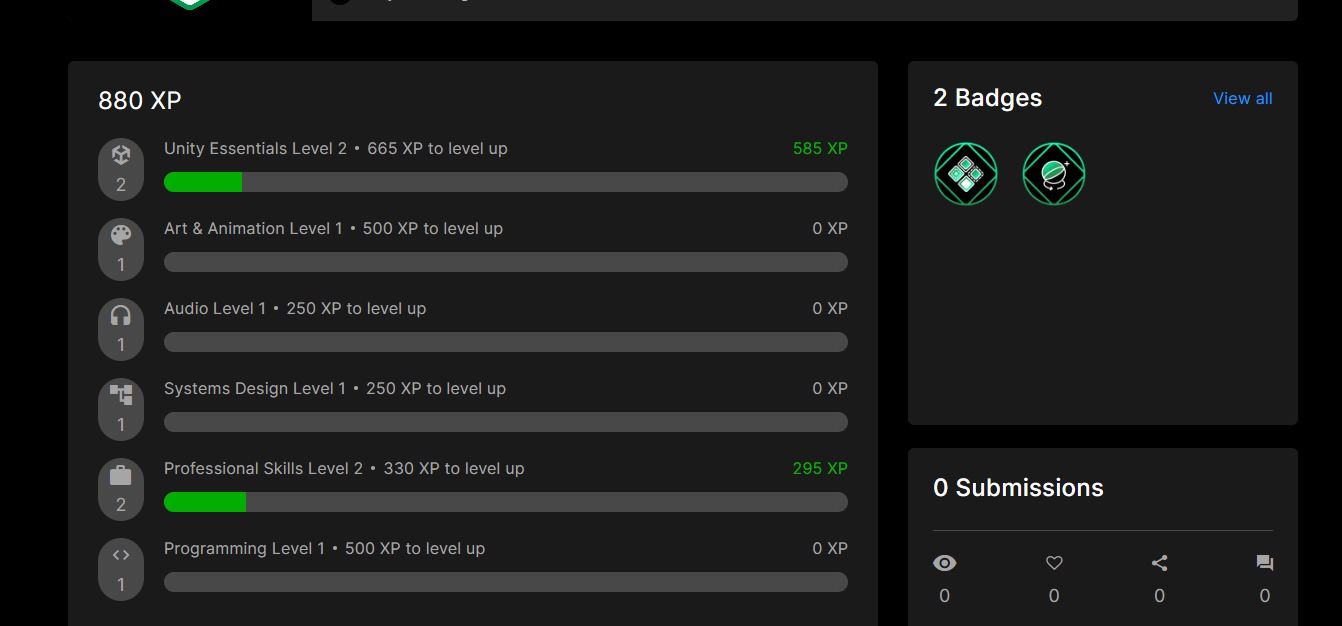 880 XP
2
Unity Essentials Level 2 • 665 XP to level up
585 XP
1
Art & Animation Level 1 • 500 XP to level up
0 XP
1
Audio Level 1 • 250 XP to level up
0 XP
1
Systems Design Level 1 • 250 XP to level up
0 XP
2
Professional Skills Level 2 • 330 XP to level up
295 XP
1
Programming Level 1 • 500 XP to level up
0 XP
2 Badges
View all
0 Submissions
0
0
0
0